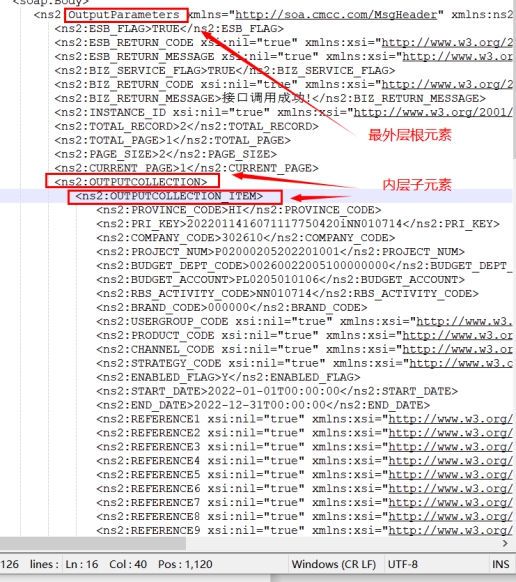 <soap:Body>
<ns2:OutputParameters xmlns="http://soa.cmcc.com/MsgHeader" xmlns:ns2
<ns2:ESB_FLAG>TRUE</ns2:ESB_FLAG>
<ns2:ESB_RETURN_CODE xsi:nil="true" xmlns:xsi="http://www.w3.org/2
<ns2:ESB_RETURN_MESSAGE xsi:nil="true" xmlns:xsi="http://www.w3.or
<ns2:BIZ_SERVICE_FLAG>TRUE</ns2:BIZ_SERVICE_FLAG>
<ns2:BIZ_RETURN_CODE xsi:nil="true" xmlns:xsi="http://www.w3.org/2
<ns2:BIZ_RETURN_MESSAGE>接口调用成功!</ns2:BIZ_RETURN_MESSAGE>
<ns2:INSTANCE_ID xsi:nil="true" xmlns:xsi="http://www.w3.org/2001/
<ns2:TOTAL_RECORD>2</ns2:TOTAL_RECORD>
<ns2:TOTAL_PAGE>1</ns2:TOTAL_PAGE>
最外层根元素
<ns2:PAGE_SIZE>2</ns2:PAGE_SIZE>
<ns2:CURRENT_PAGE>1</ns2:CURRENT_PAGE>
<ns2:OUTPUTCOLLECTION>
内层子元素
<ns2:OUTPUTCOLLECTION_ITEM>
<ns2:PROVINCE_CODE>HI</ns2:PROVINCE_CODE>
<ns2:PRI_KEY>20220114160711177750420iNN010714</ns2:PRI_KEY>
<ns2:COMPANY_CODE>302610</ns2:COMPANY_CODE>
<ns2:PROJECT_NUM>P02000205202201001</ns2:PROJECT_NUM>
<ns2:BUDGET_DEPT_CODE>00260022005100000000</ns2:BUDGET_DEPT_
<ns2:BUDGET_ACCOUNT>PL0205010106</ns2:BUDGET_ACCOUNT>
<ns2:RBS_ACTIVITY_CODE>NN010714</ns2:RBS_ACTIVITY_CODE>
<ns2:BRAND_CODE>000000</ns2:BRAND_CODE>
<ns2:USERGROUP_CODE xsi:nil="true" xmlns:xsi="http://www.w3.
<ns2:PRODUCT_CODE xsi:nil="true" xmlns:xsi="http://www.w3.or
<ns2:CHANNEL_CODE xsi:nil="true" xmlns:xsi="http://www.w3.or
<ns2:STRATEGY_CODE xsi:nil="true" xmlns:xsi="http://www.w3.o
<ns2:ENABLED_FLAG>Y</ns2:ENABLED_FLAG>
<ns2:START_DATE>2022-01-01T00:00:00</ns2:START_DATE>
<ns2:END_DATE>2022-12-31T00:00:00</ns2:END_DATE>
<ns2:REFERENCE1 xsi:nil="true" xmlns:xsi="http://www.w3.org/
<ns2:REFERENCE2 xsi:nil="true" xmlns:xsi="http://www.w3.org/
<ns2:REFERENCE3 xsi:nil="true" xmlns:xsi="http://www.w3.org/
<ns2:REFERENCE4 xsi:nil="true" xmlns:xsi="http://www.w3.org/
<ns2:REFERENCE5 xsi:nil="true" xmlns:xsi="http://www.w3.org/
<ns2:REFERENCE6 xsi:nil="true" xmlns:xsi="http://www.w3.org/
<ns2:REFERENCE7 xsi:nil="true" xmlns:xsi="http://www.w3.org/
<ns2:REFERENCE8 xsi:nil="true" xmlns:xsi="http://www.w3.org/
<ns2:REFERENCE9 xsi:nil="true" xmlns:xsi="http://www.w3.org/
126 lines : Ln : 16 Col : 40 Pos : 1,120 Windows (CR LF) UTF-8 INS